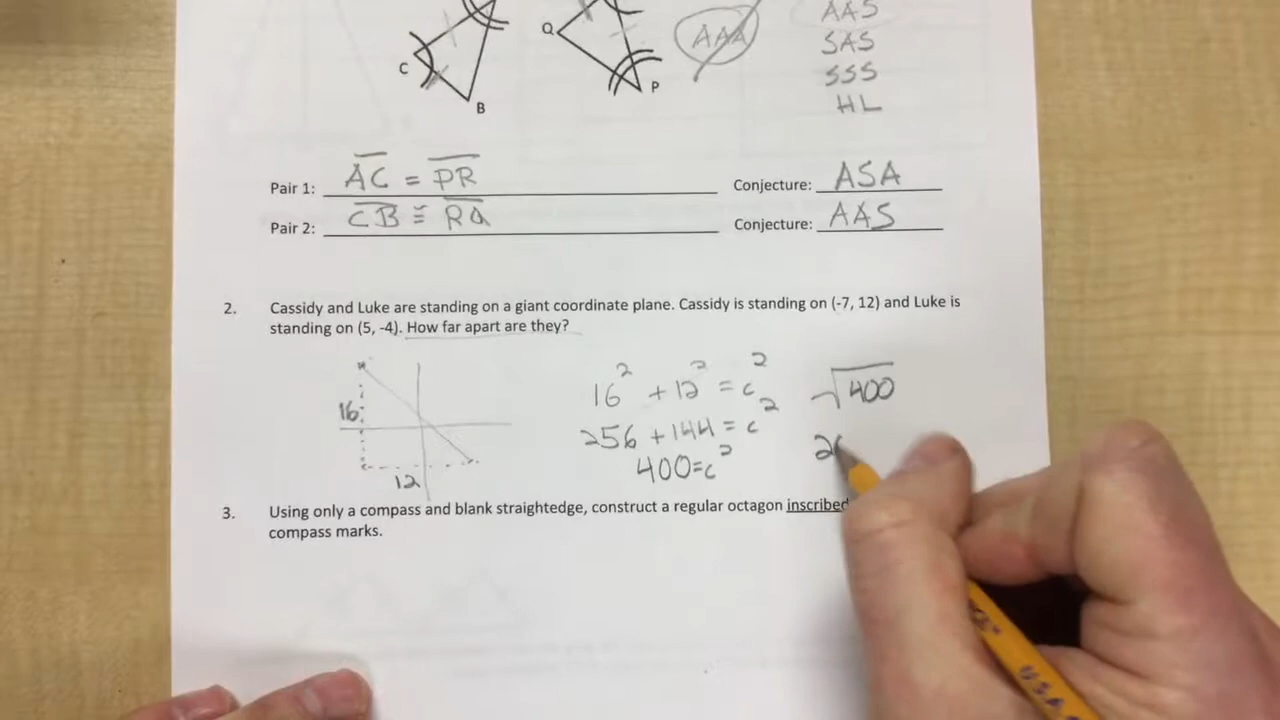 AAS
Q
AAA
SAS
C
SSS
P
B
HL
Pair 1: AC = PR Conjecture: ASA
Pair 2: CB ≅ RQ Conjecture: AAS
2. Cassidy and Luke are standing on a giant coordinate plane. Cassidy is standing on (-7, 12) and Luke is
standing on (5, -4). How far apart are they?
16² + 12² = c² √400
16
256 + 144 = c² 20
400=c²
12
3. Using only a compass and blank straightedge, construct a regular octagon inscribed
compass marks.
USA